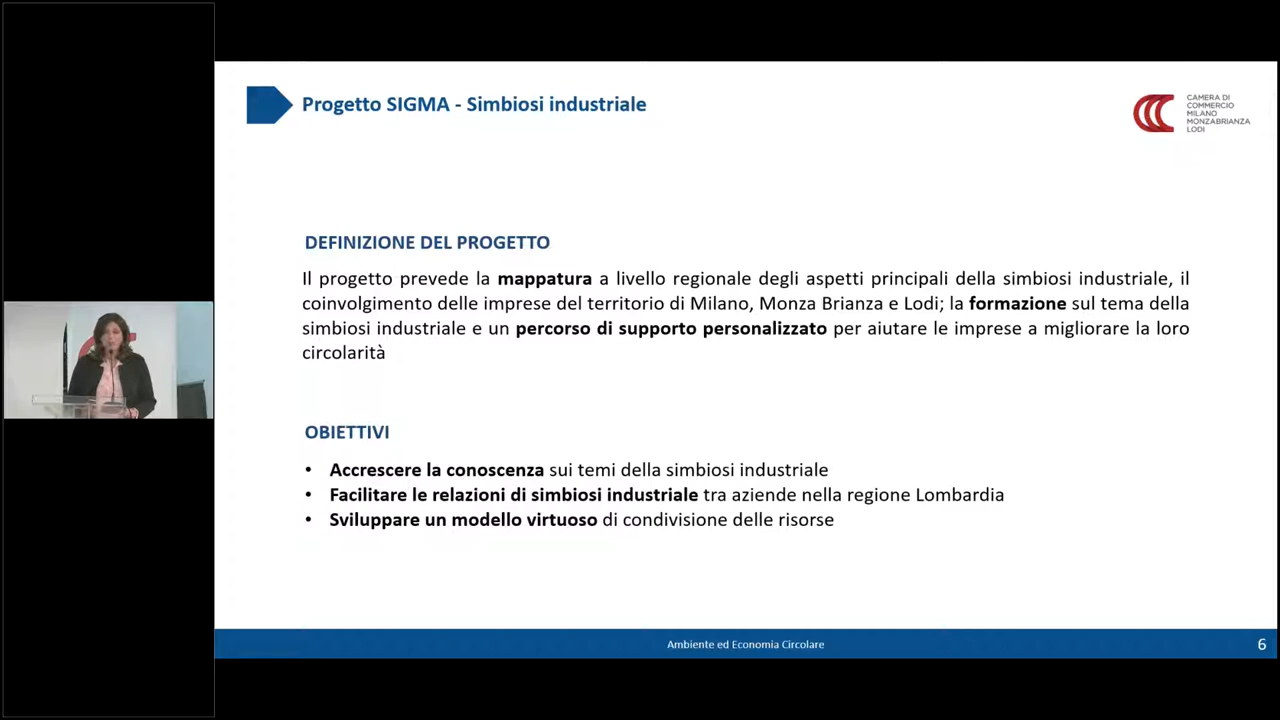 Progetto SIGMA - Simbiosi industriale
CAMERA DI
COMMERCIO
MILANO
MONZABRIANZA
LODI
DEFINIZIONE DEL PROGETTO
Il progetto prevede la mappatura a livello regionale degli aspetti principali della simbiosi industriale, il
coinvolgimento delle imprese del territorio di Milano, Monza Brianza e Lodi; la formazione sul tema della
simbiosi industriale e un percorso di supporto personalizzato per aiutare le imprese a migliorare la loro
circolarità
OBIETTIVI
• Accrescere la conoscenza sui temi della simbiosi industriale
• Facilitare le relazioni di simbiosi industriale tra aziende nella regione Lombardia
• Sviluppare un modello virtuoso di condivisione delle risorse
Ambiente ed Economia Circolare
6